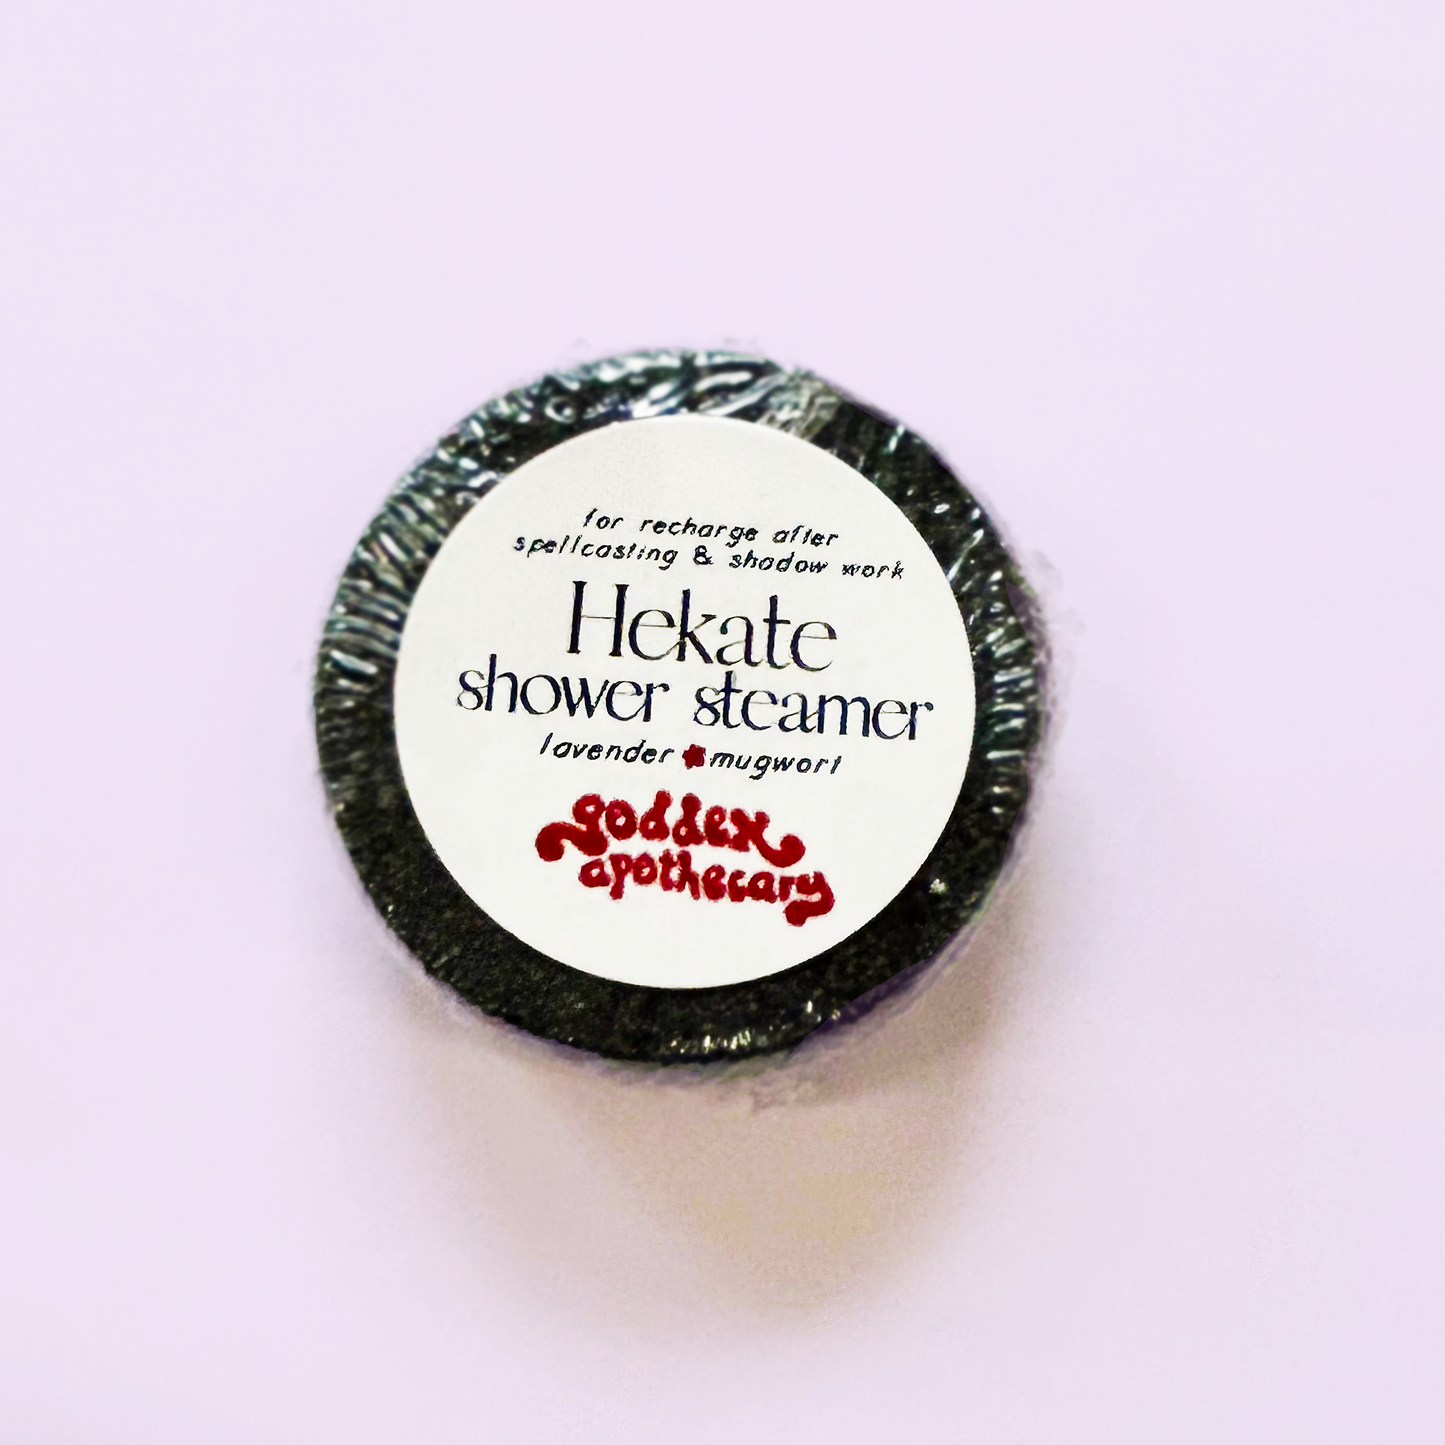 for recharge after
spellcasting & shadow work
Hekate
shower steamer
lavender mugwort
goddex
apothecary